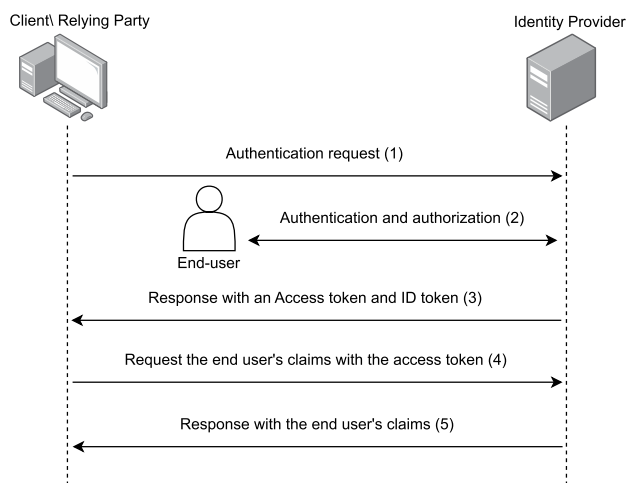 Client\ Relying Party
Identity Provider
Authentication request (1)
Authentication and authorization (2)
End-user
Response with an Access token and ID token (3)
Request the end user's claims with the access token (4)
Response with the end user's claims (5)